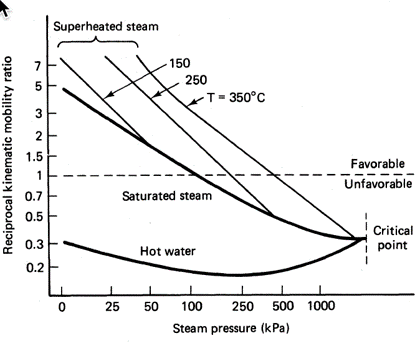 Superheated steam
150
250
T = 350°C
Reciprocal kinematic mobility ratio
7
5
3
2
1.5
1
0.7
0.5
0.3
0.2
Favorable
Unfavorable
Saturated steam
Critical
point
Hot water
0 25 50 100 250 500 1000
Steam pressure (kPa)